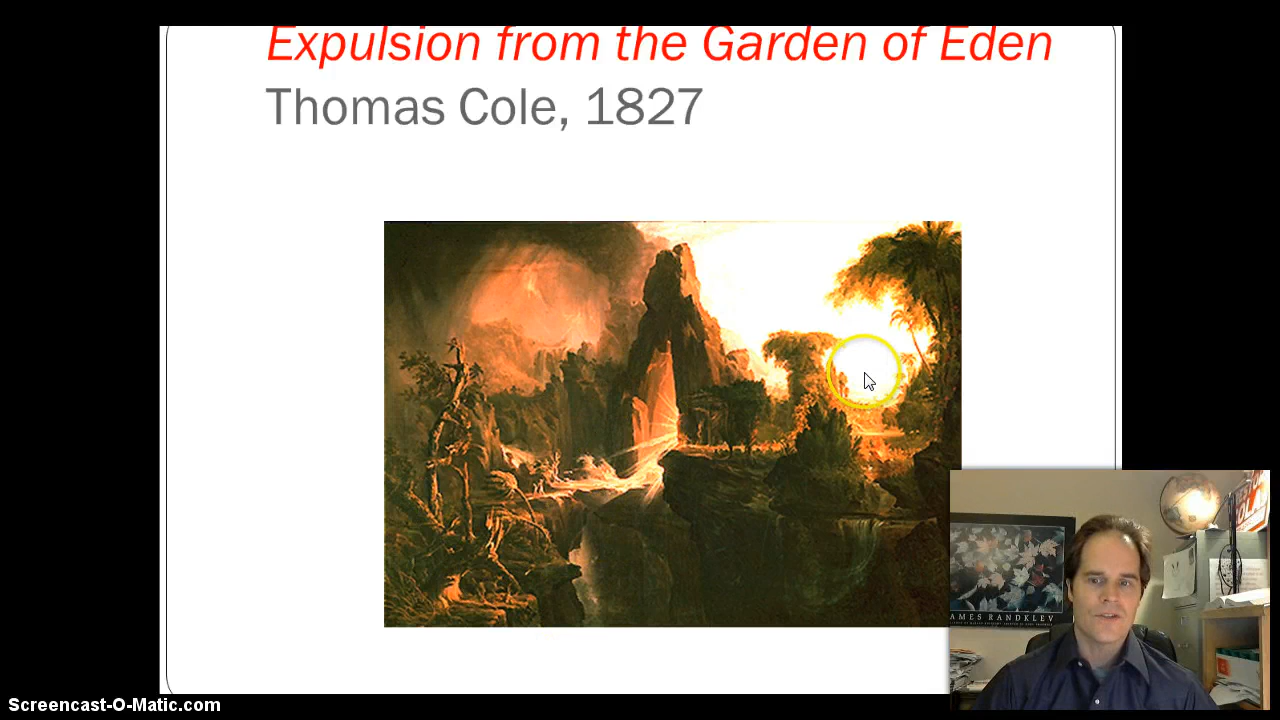 Expulsion from the Garden of Eden
Thomas Cole, 1827
AMES RANDKLEV
Screencast-O-Matic.com